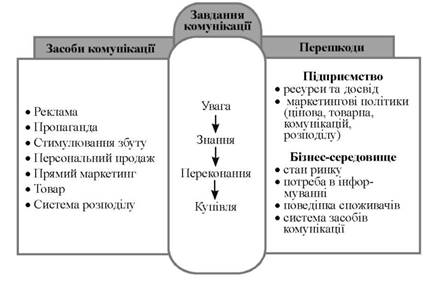 Завдання
комунікації
Засоби комунікації
• Реклама
• Пропаганда
• Стимулювання збуту
• Персональний продаж
• Прямий маркетинг
• Товар
• Система розподілу
Увага
Знання
Переконання
Купівля
Перешкоди
Підприємство
• ресурси та досвід
• маркетингові політики
(цінова, товарна,
комунікацій,
розподілу)
Бізнес-середовище
• стан ринку
• потреба в інфор-
муванні
• поведінка споживачів
• система засобів
комунікації